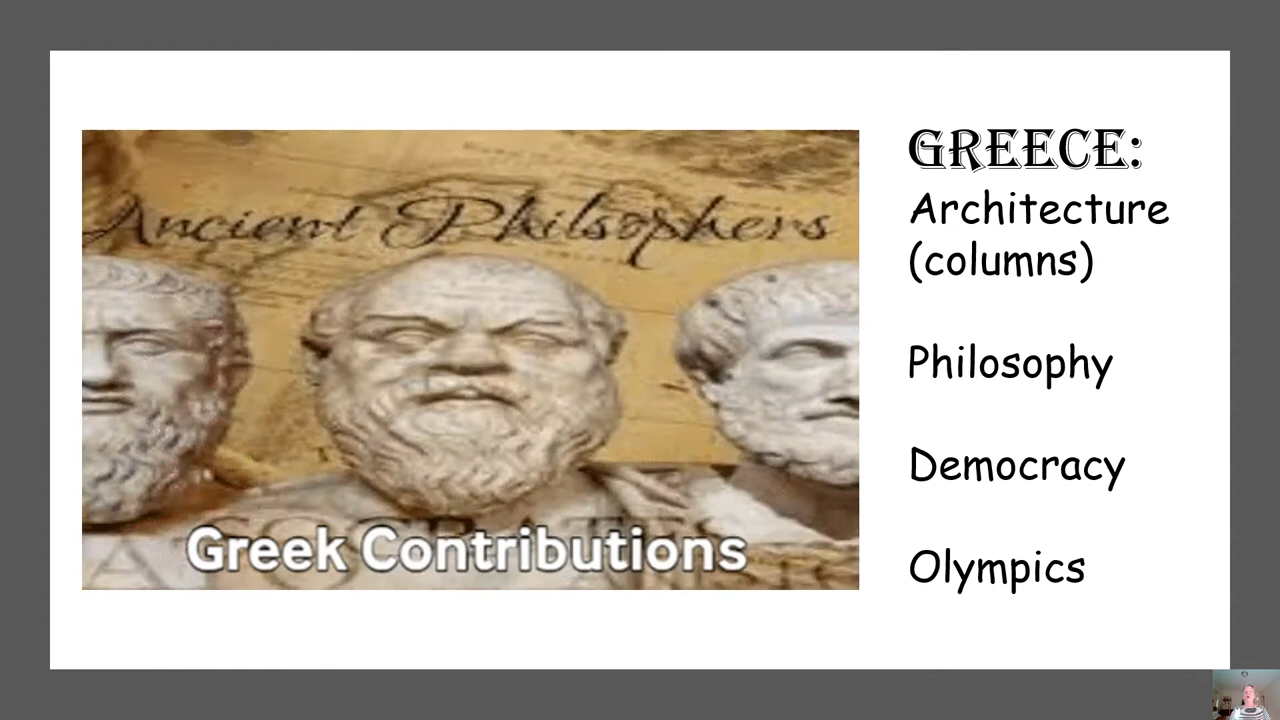 Ancient Philsophers
Greek Contributions
GREECE:
Architecture
(columns)
Philosophy
Democracy
Olympics